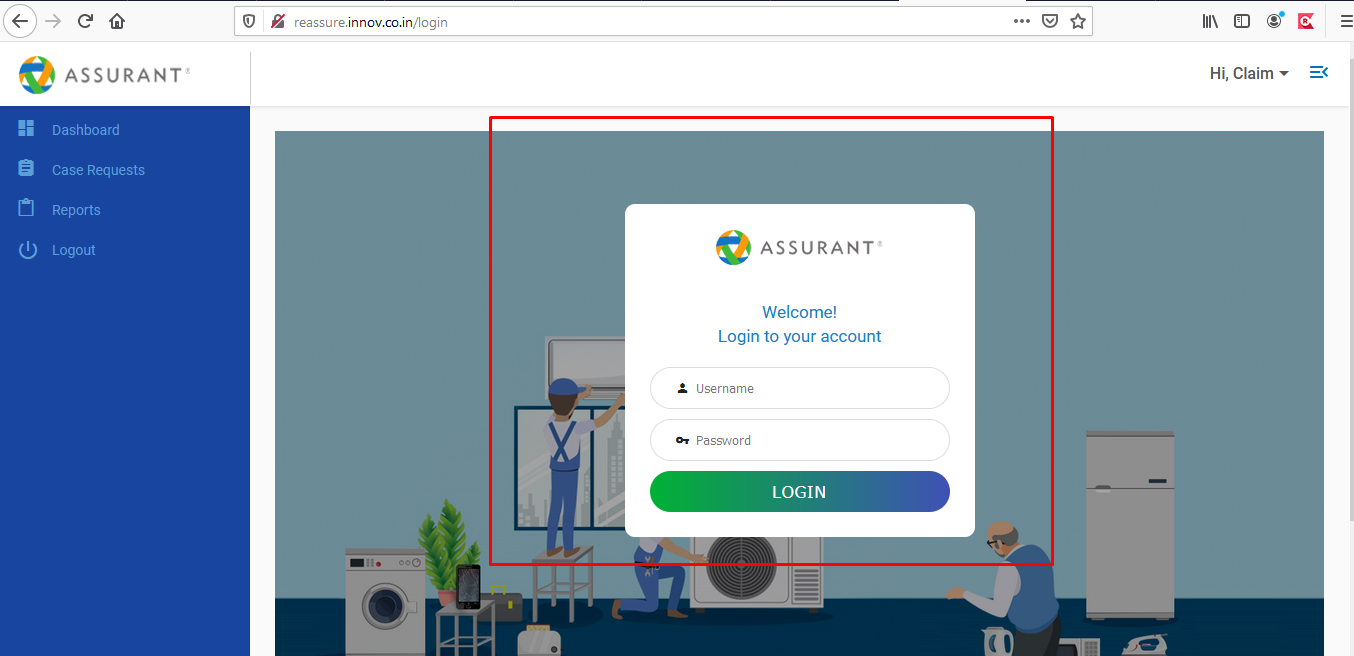 reassure.innov.co.in/login
ASSURANT®
Hi, Claim
Dashboard
Case Requests
Reports
Logout
ASSURANT®
Welcome!
Login to your account
Username
Password
LOGIN